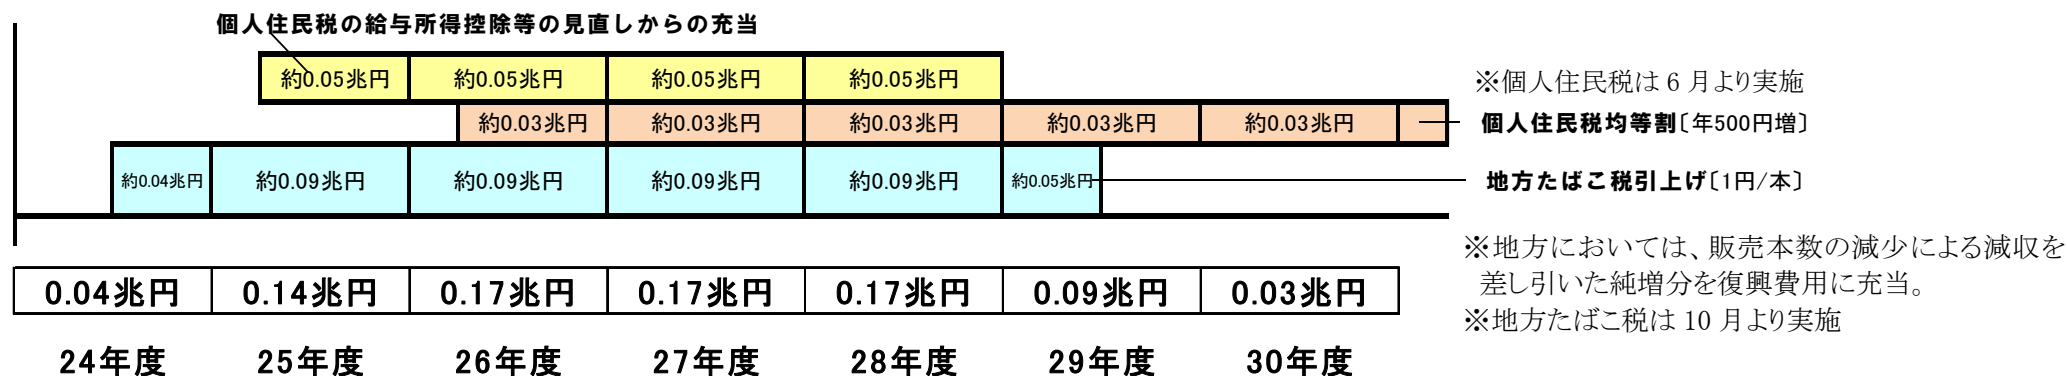 個人住民税の給与所得控除等の見直しからの充当
約0.05兆円 約0.05兆円 約0.05兆円 約0.05兆円
※個人住民税は6月より実施
約0.03兆円 約0.03兆円 約0.03兆円 約0.03兆円 約0.03兆円
個人住民税均等割〔年500円増〕
約0.04兆円 約0.09兆円 約0.09兆円 約0.09兆円 約0.09兆円 約0.05兆円
地方たばこ税引上げ〔1円/本〕
※地方においては、販売本数の減少による減収を
差し引いた純増分を復興費用に充当。
※地方たばこ税は10月より実施
0.04兆円 0.14兆円 0.17兆円 0.17兆円 0.17兆円 0.09兆円 0.03兆円
24年度 25年度 26年度 27年度 28年度 29年度 30年度